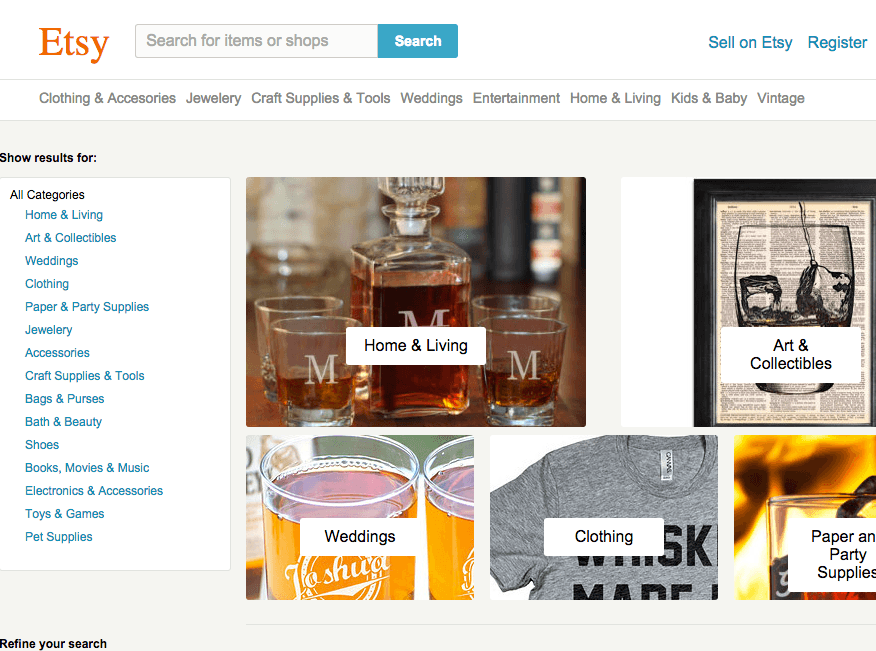 Etsy
Search for items or shops
Search
Sell on Etsy
Register
Clothing & Accesories Jewelery Craft Supplies & Tools Weddings Entertainment Home & Living Kids & Baby Vintage
Show results for:
All Categories
Home & Living
Art & Collectibles
Weddings
Clothing
Paper & Party Supplies
Jewelery
Accessories
Craft Supplies & Tools
Bags & Purses
Bath & Beauty
Shoes
Books, Movies & Music
Electronics & Accessories
Toys & Games
Pet Supplies
M
M
M
Home & Living
Art &
Collectibles
Joshua
Weddings
CANVAS
Clothing
WHISK
MADE
Paper an
Party
Supplies
Refine your search